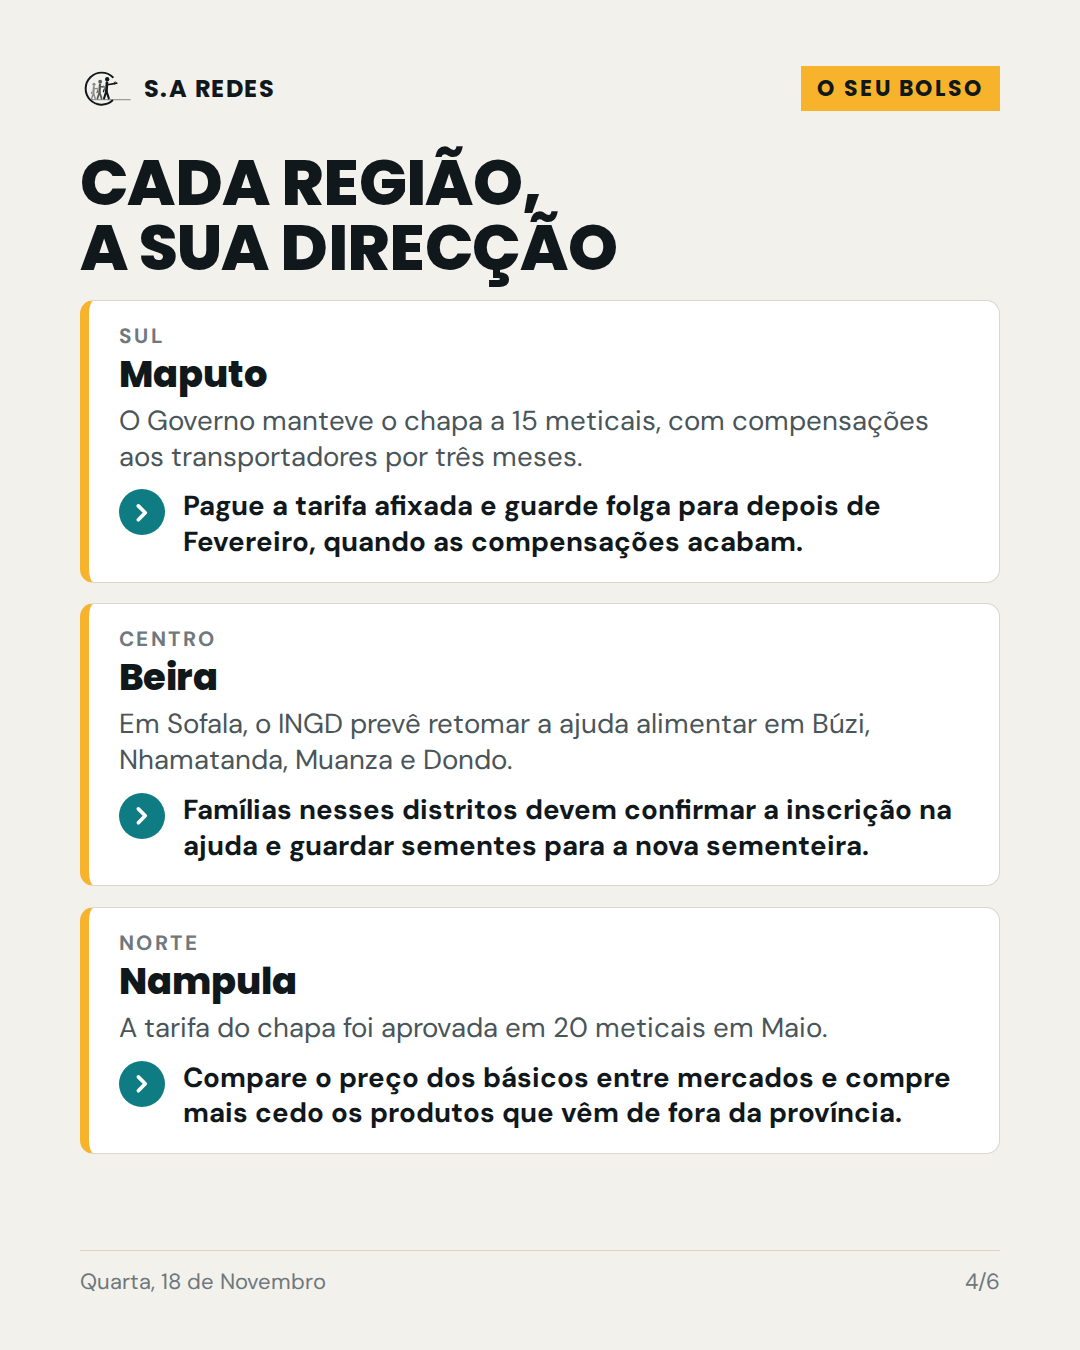 S.A REDES
O SEU BOLSO
CADA REGIÃO,
A SUA DIRECÇÃO
SUL
Maputo
O Governo manteve o chapa a 15 meticais, com compensações
aos transportadores por três meses.
Pague a tarifa afixada e guarde folga para depois de
Fevereiro, quando as compensações acabam.
CENTRO
Beira
Em Sofala, o INGD prevê retomar a ajuda alimentar em Búzi,
Nhamatanda, Muanza e Dondo.
Famílias nesses distritos devem confirmar a inscrição na
ajuda e guardar sementes para a nova sementeira.
NORTE
Nampula
A tarifa do chapa foi aprovada em 20 meticais em Maio.
Compare o preço dos básicos entre mercados e compre
mais cedo os produtos que vêm de fora da província.
Quarta, 18 de Novembro
4/6